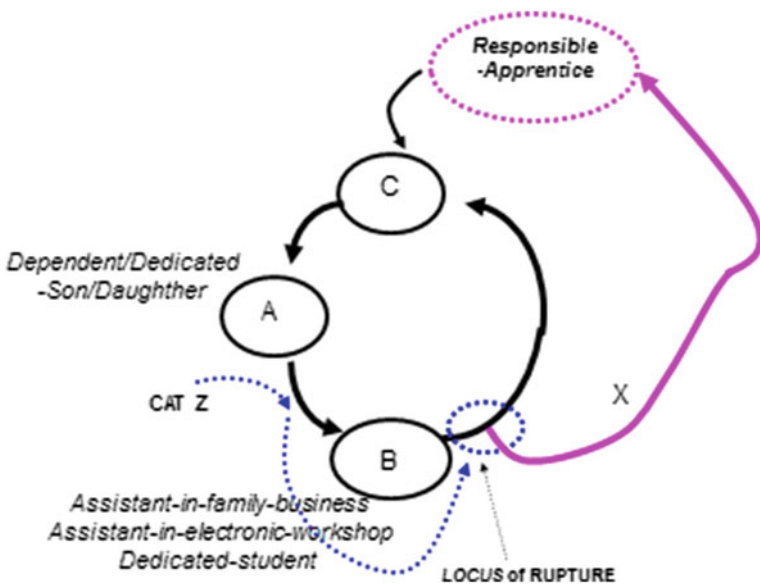 Responsible
-Apprentice
C
Dependent/Dedicated
-Son/Daughther
A
CAT Z
X
B
Assistant-in-family-business
Assistant-in-electronic-workshop
Dedicated-student
LOCUS of RUPTURE